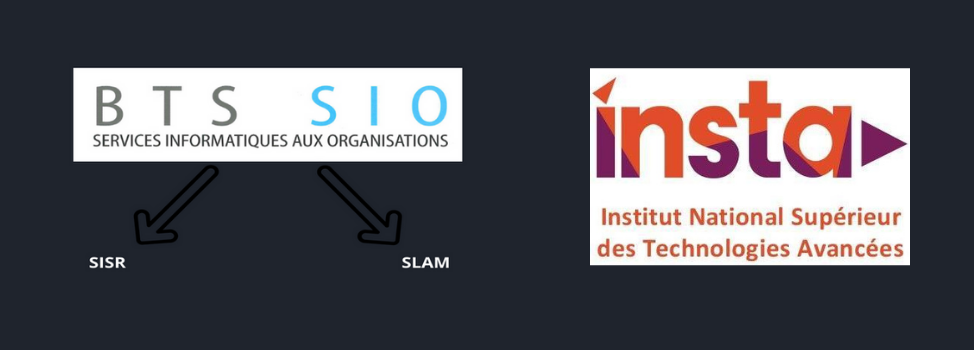 BTS SIO
SERVICES INFORMATIQUES AUX ORGANISATIONS
SISR
SLAM
insta
Institut National Supérieur
des Technologies Avancées